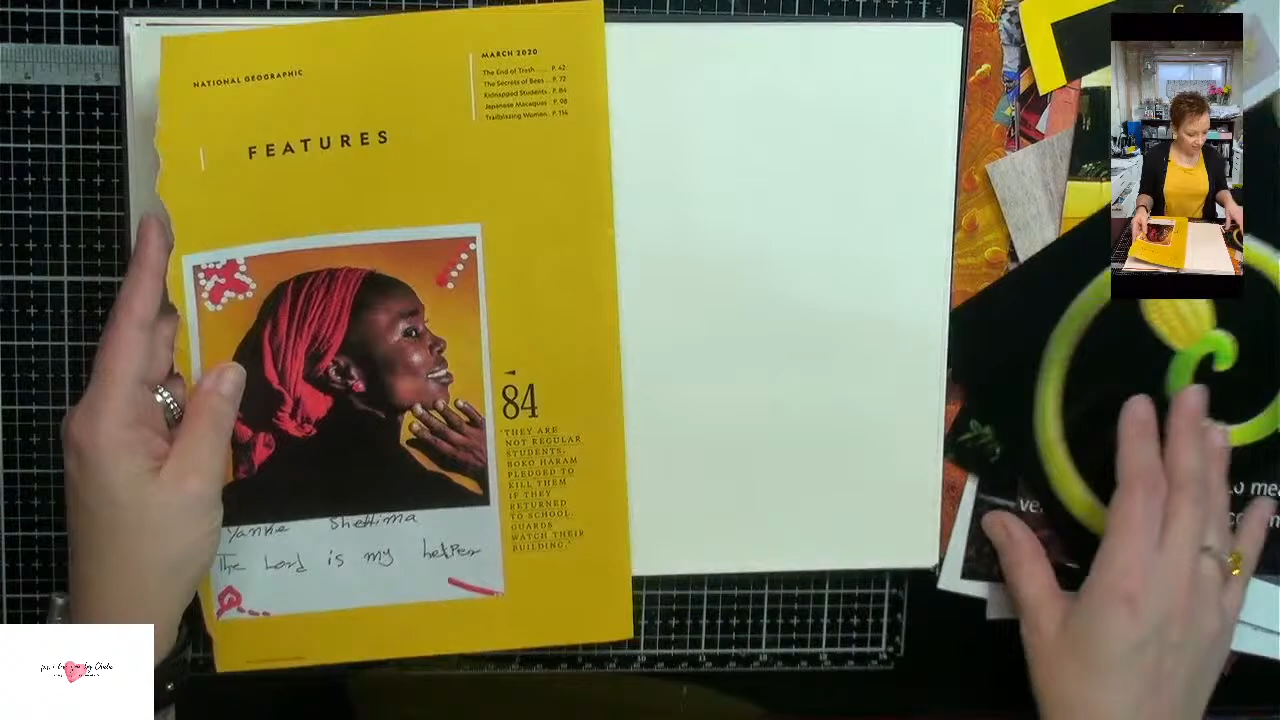 NATIONAL GEOGRAPHIC
MARCH 2020
The End of Trash P. 42
The Secrets of Bees P. 72
Kidnapped Students P. 84
Japanese Macaques P. 98
Trailblazing Women P. 114
FEATURES
84
"THEY ARE
NOT REGULAR
STUDENTS.
BOKO HARAM
PLEDGED TO
KILL THEM
IF THEY
RETURNED
TO SCHOOL.
GUARDS
WATCH THEIR
BUILDING."
Shettima
The Lord is my helper